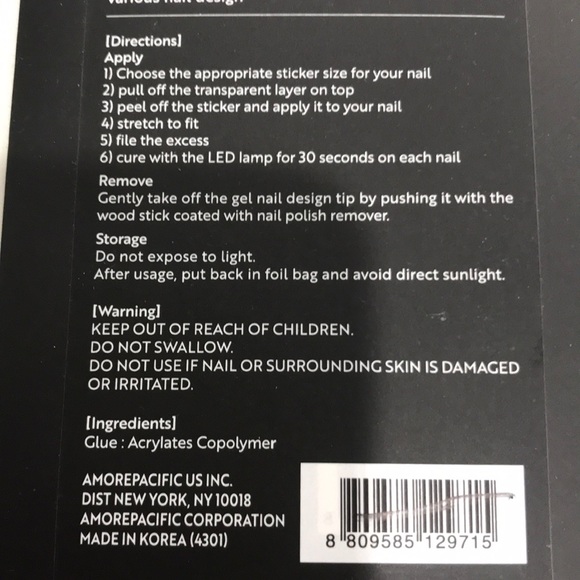 various nail design
[Directions]
Apply
1) Choose the appropriate sticker size for your nail
2) pull off the transparent layer on top
3) peel off the sticker and apply it to your nail
4) stretch to fit
5) file the excess
6) cure with the LED lamp for 30 seconds on each nail
Remove
Gently take off the gel nail design tip by pushing it with the
wood stick coated with nail polish remover.
Storage
Do not expose to light.
After usage, put back in foil bag and avoid direct sunlight.
[Warning]
KEEP OUT OF REACH OF CHILDREN.
DO NOT SWALLOW.
DO NOT USE IF NAIL OR SURROUNDING SKIN IS DAMAGED
OR IRRITATED.
[Ingredients]
Glue : Acrylates Copolymer
AMOREPACIFIC US INC.
DIST NEW YORK, NY 10018
AMOREPACIFIC CORPORATION
MADE IN KOREA (4301)
8 809585 129715